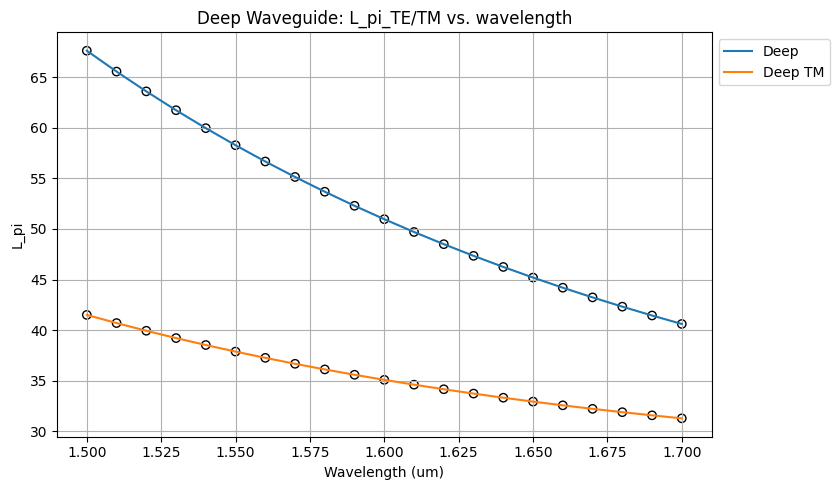 Deep Waveguide: L_pi_TE/TM vs. wavelength
Deep
Deep TM
L_pi
65
60
55
50
45
40
35
30
1.500 1.525 1.550 1.575 1.600 1.625 1.650 1.675 1.700
Wavelength (um)